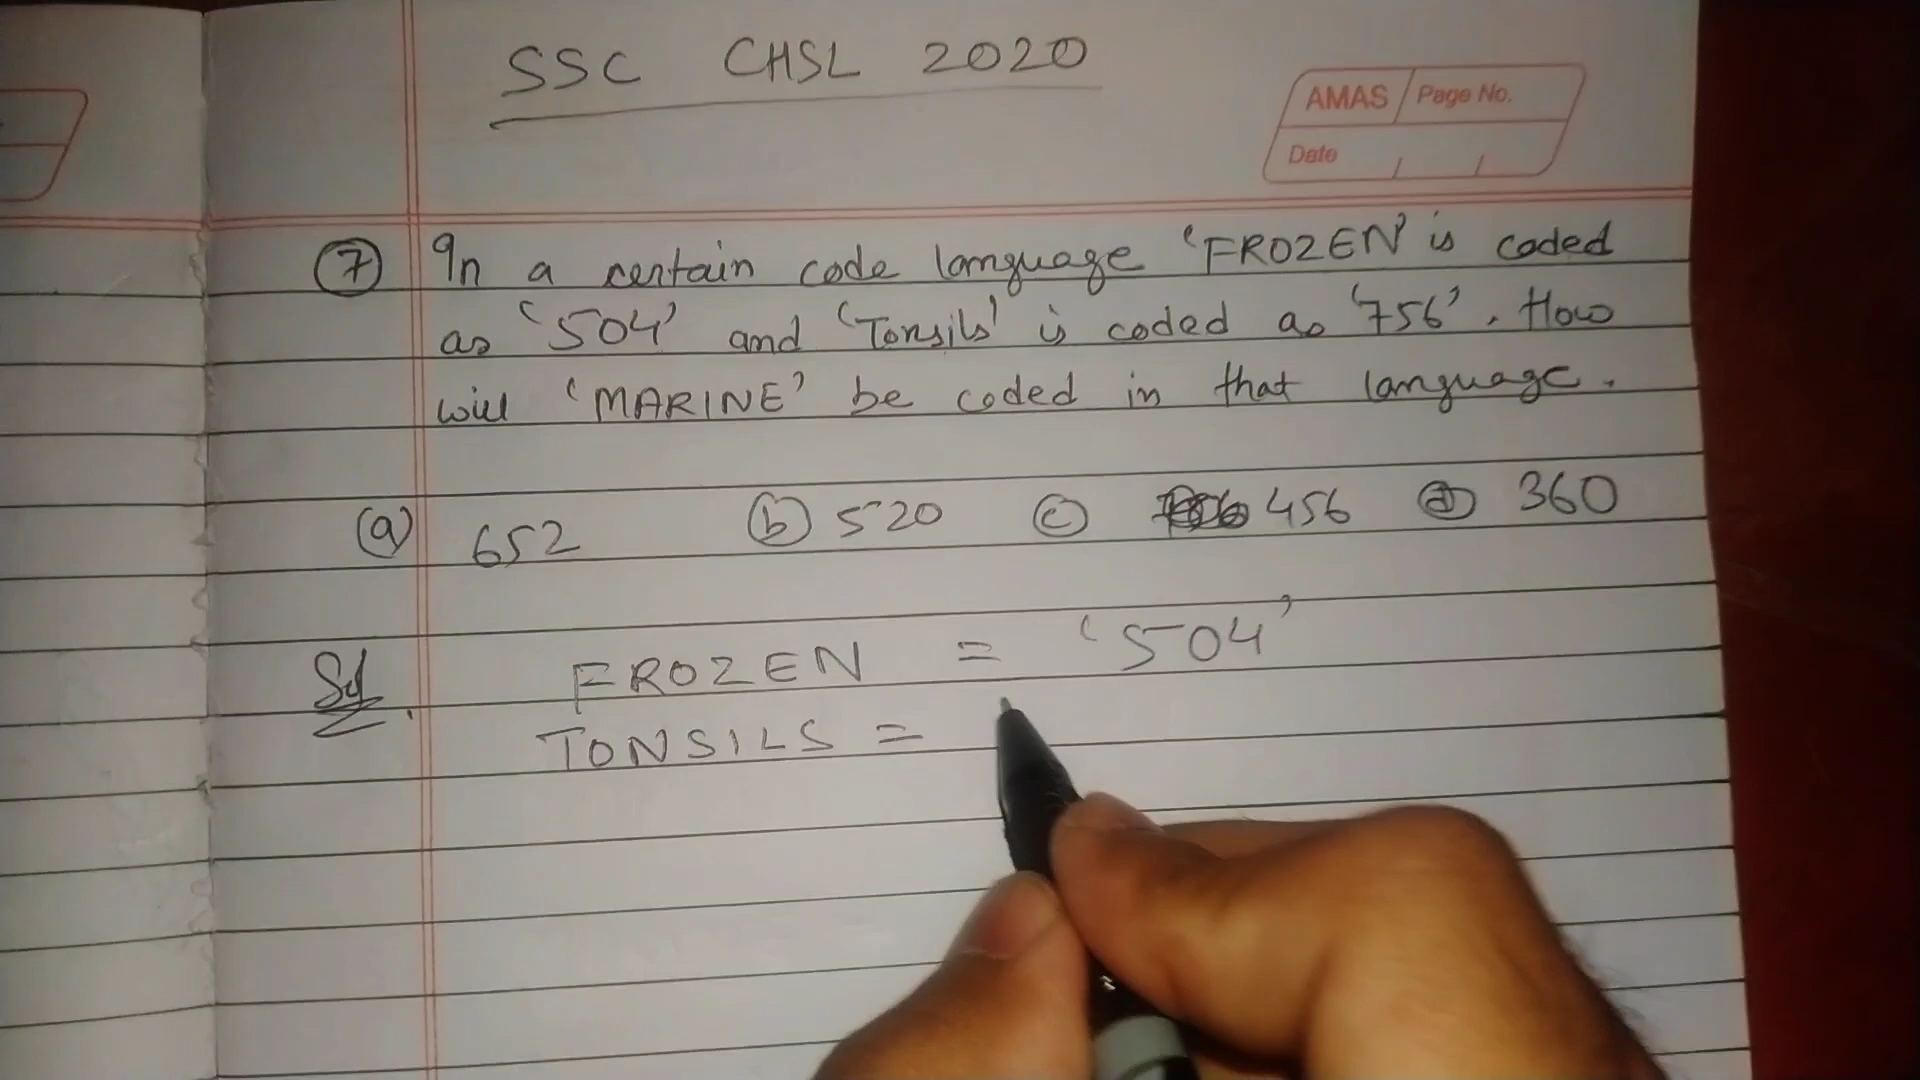 SSC CHSL 2020
AMAS Page No.
Date
(7) In a certain code language 'FROZEN' is coded
as '504' and 'Tonsils' is coded as '756'. How
will 'MARINE' be coded in that language.
(a) 652 (b) 520 (c) 456 (d) 360
Sol. FROZEN = '504'
TONSILS =